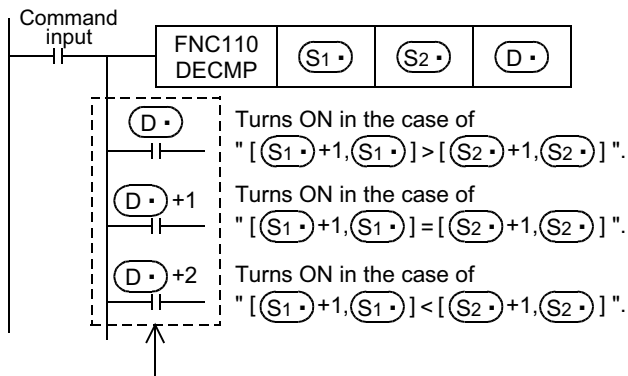 Command
input
FNC110
DECMP
S1 ·
S2 ·
D ·
D ·
Turns ON in the case of
" [ S1 · +1, S1 · ] > [ S2 · +1, S2 · ] ".
D · +1
Turns ON in the case of
" [ S1 · +1, S1 · ] = [ S2 · +1, S2 · ] ".
D · +2
Turns ON in the case of
" [ S1 · +1, S1 · ] < [ S2 · +1, S2 · ] ".